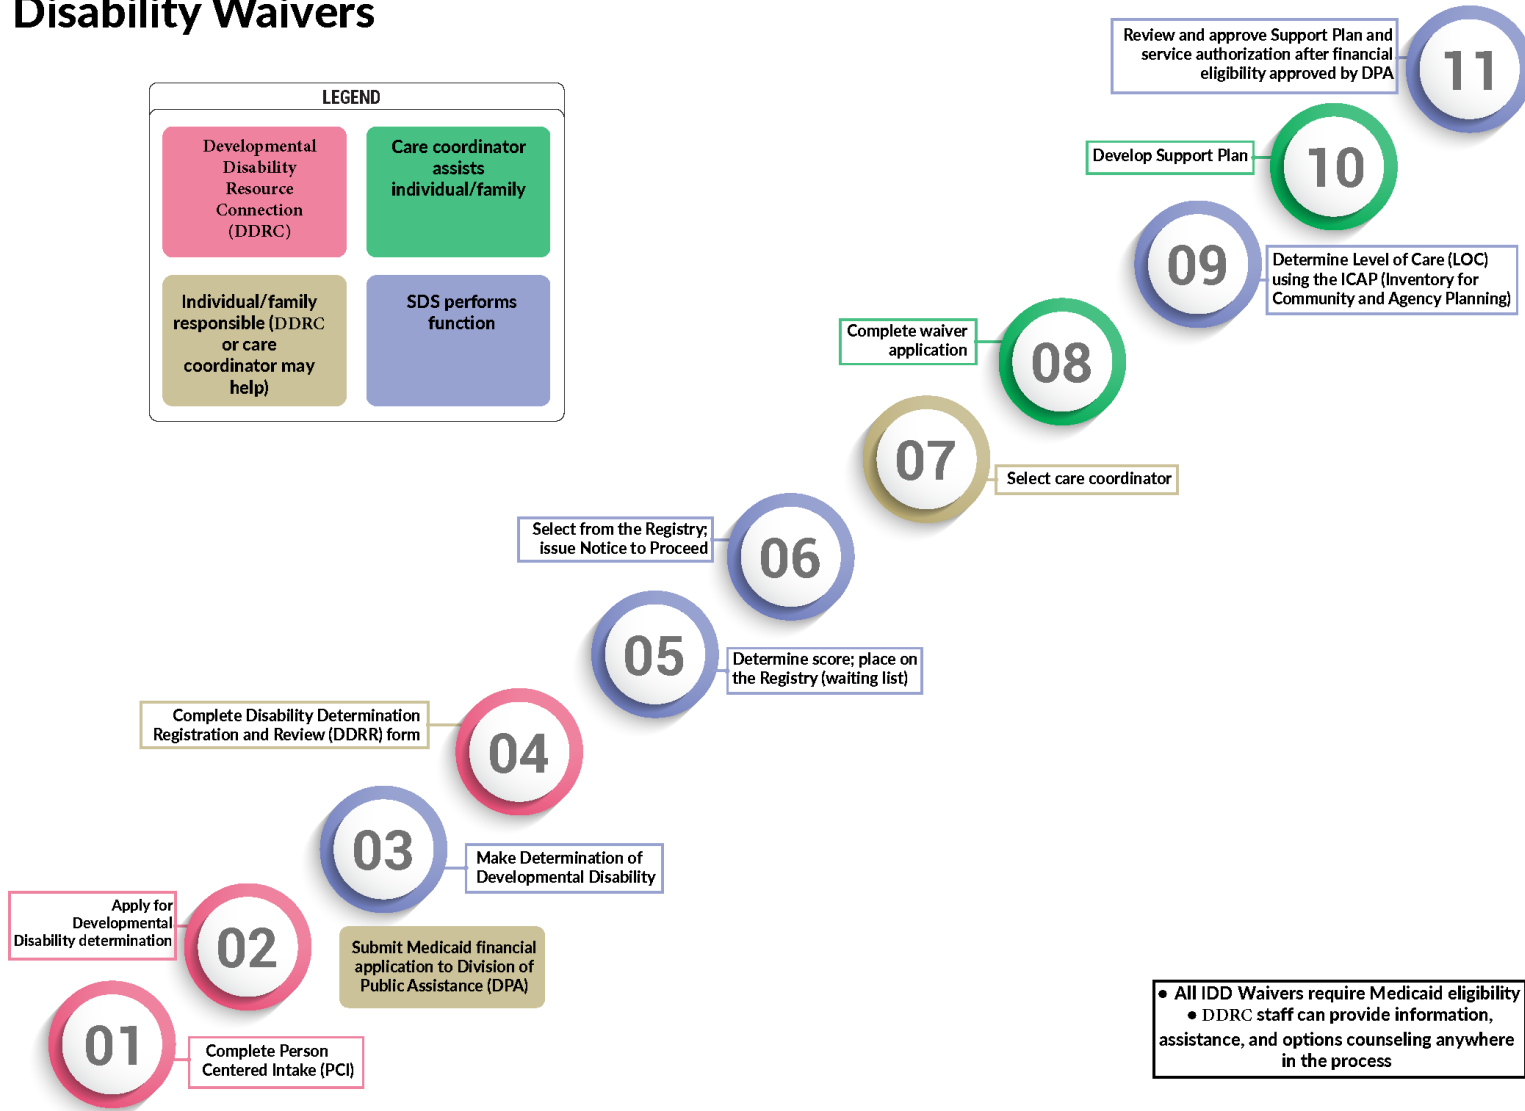 Disability Waivers
LEGEND
Developmental
Disability
Resource
Connection
(DDRC)
Care coordinator
assists
individual/family
Individual/family
responsible (DDRC
or care
coordinator may
help)
SDS performs
function
Review and approve Support Plan and
service authorization after financial
eligibility approved by DPA
11
Develop Support Plan
10
09
Determine Level of Care (LOC)
using the ICAP (Inventory for
Community and Agency Planning)
Complete waiver
application
08
07
Select care coordinator
Select from the Registry;
issue Notice to Proceed
06
05
Determine score; place on
the Registry (waiting list)
Complete Disability Determination
Registration and Review (DDRR) form
04
03
Make Determination of
Developmental Disability
Apply for
Developmental
Disability determination
02
Submit Medicaid financial
application to Division of
Public Assistance (DPA)
01
Complete Person
Centered Intake (PCI)
• All IDD Waivers require Medicaid eligibility
• DDRC staff can provide information,
assistance, and options counseling anywhere
in the process